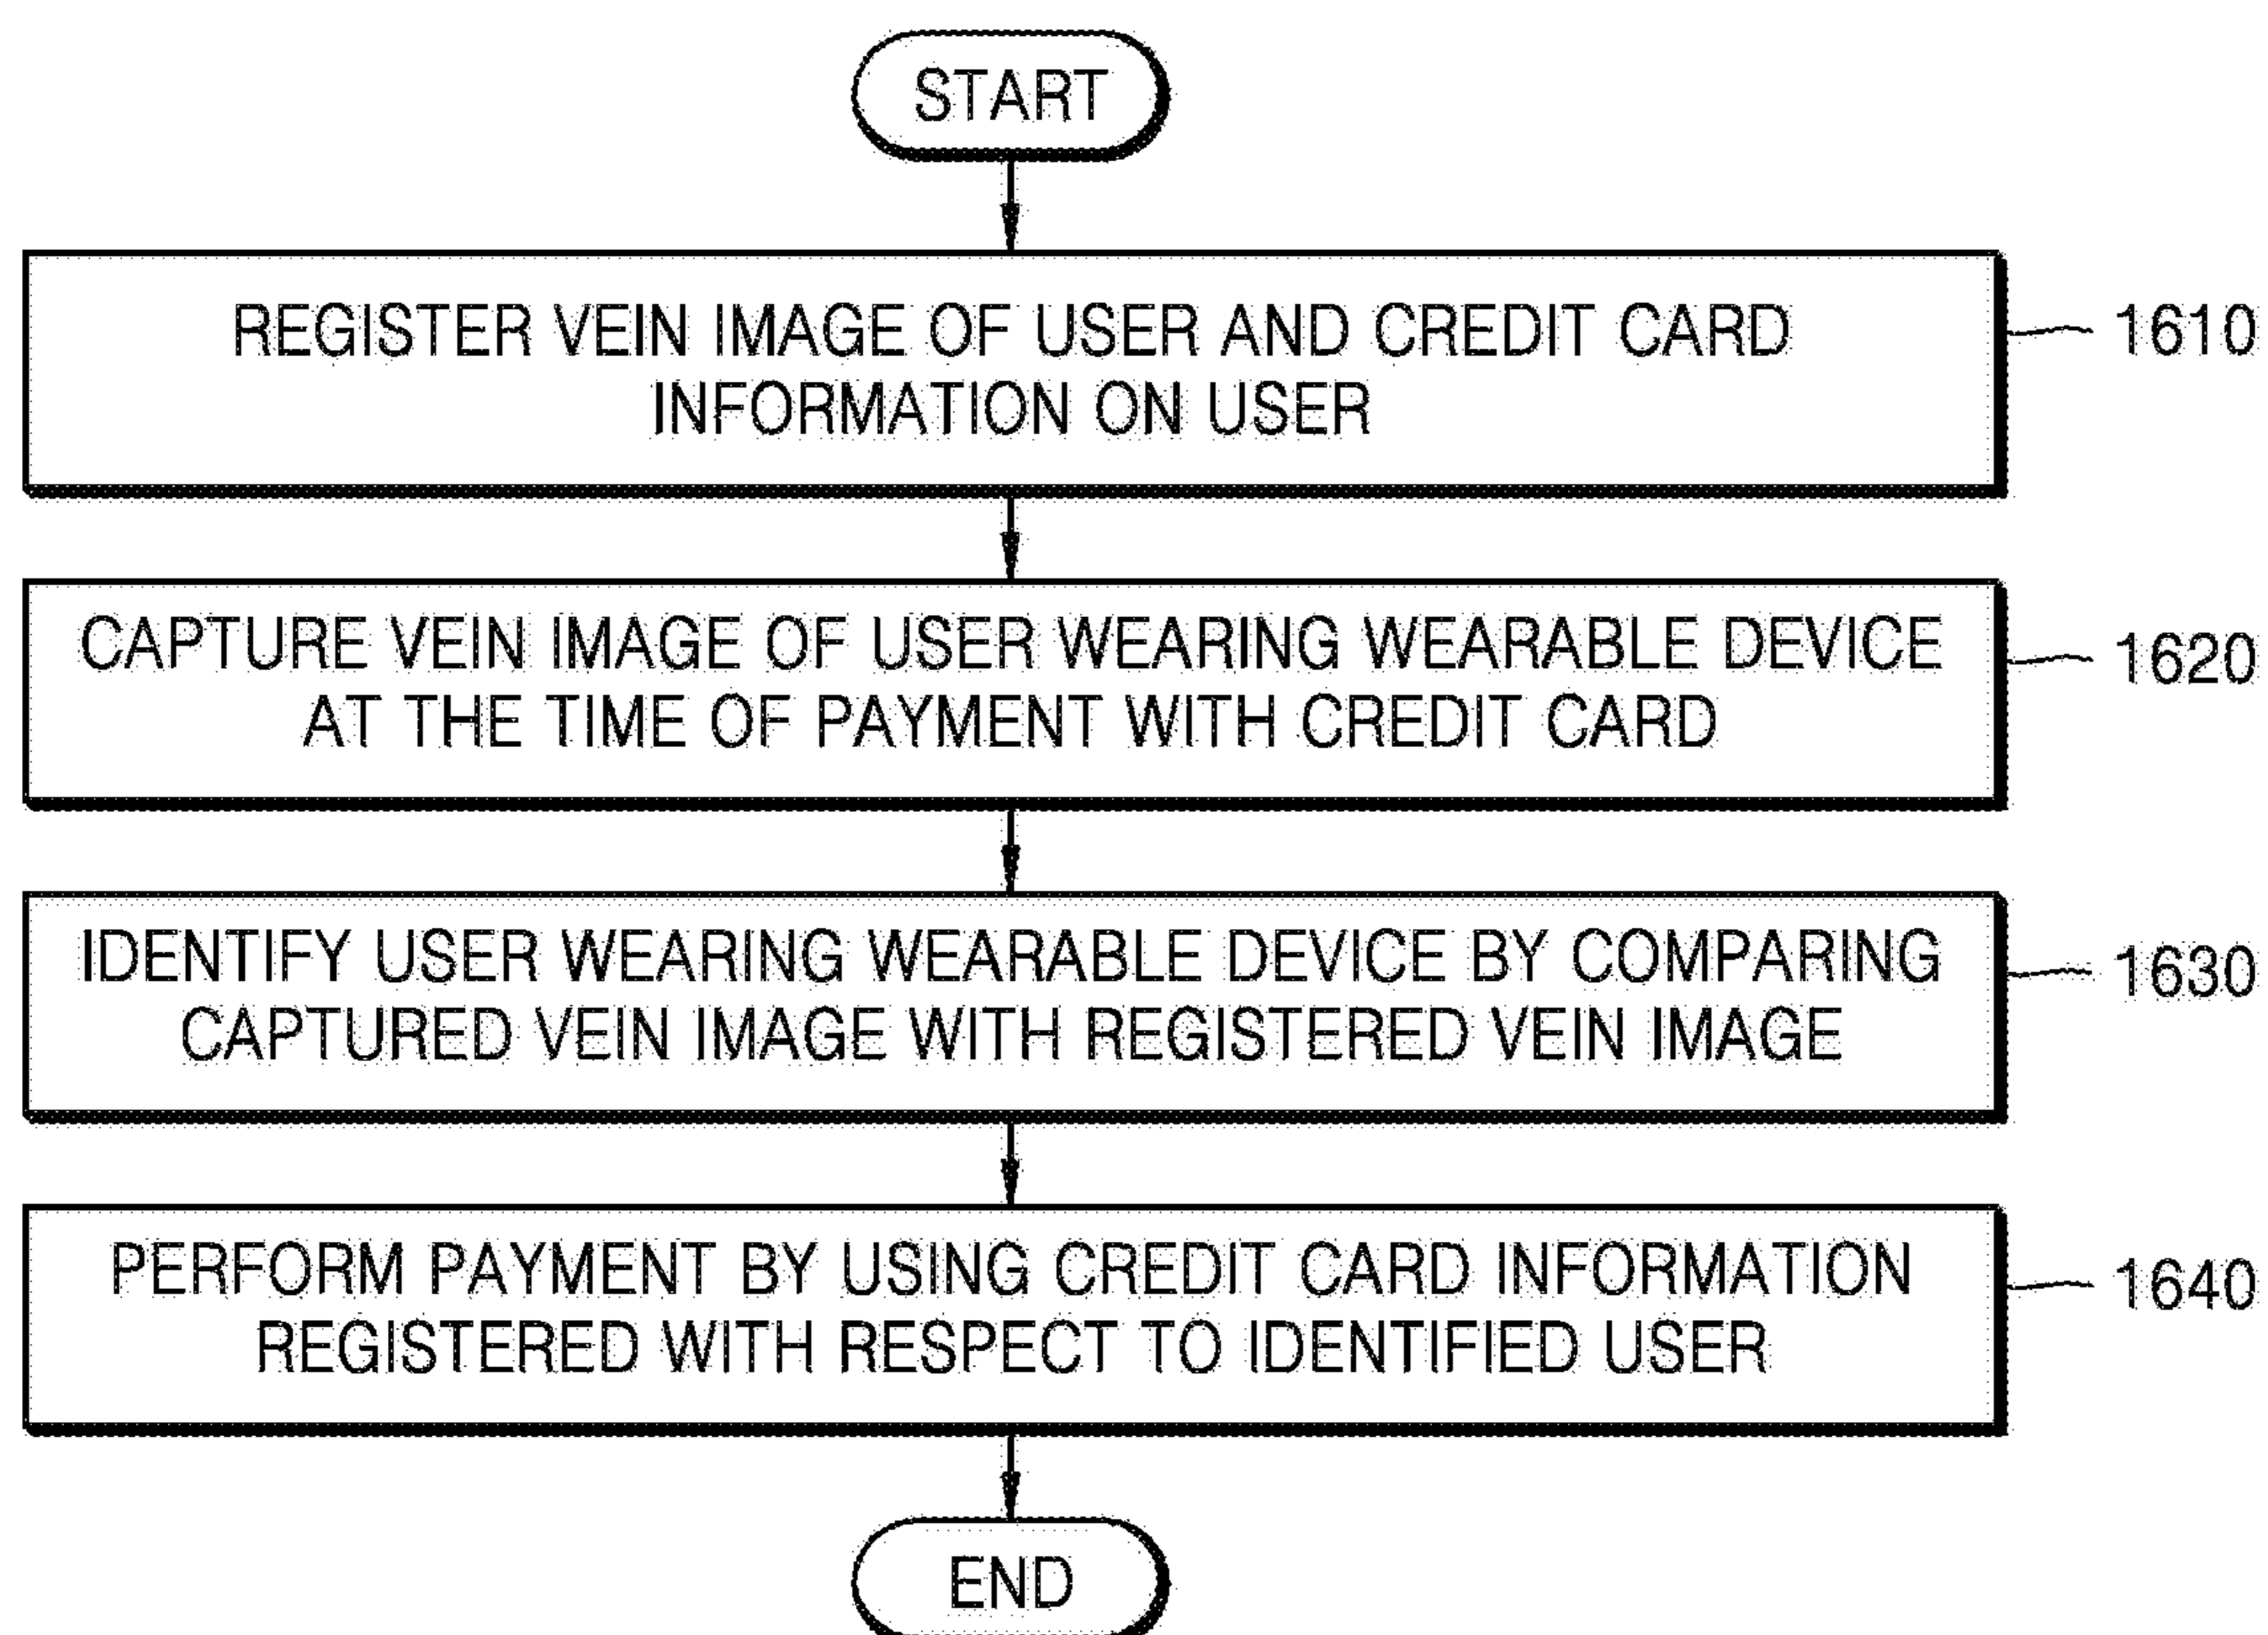 START
REGISTER VEIN IMAGE OF USER AND CREDIT CARD
INFORMATION ON USER
1610
CAPTURE VEIN IMAGE OF USER WEARING WEARABLE DEVICE
AT THE TIME OF PAYMENT WITH CREDIT CARD
1620
IDENTIFY USER WEARING WEARABLE DEVICE BY COMPARING
CAPTURED VEIN IMAGE WITH REGISTERED VEIN IMAGE
1630
PERFORM PAYMENT BY USING CREDIT CARD INFORMATION
REGISTERED WITH RESPECT TO IDENTIFIED USER
1640
END